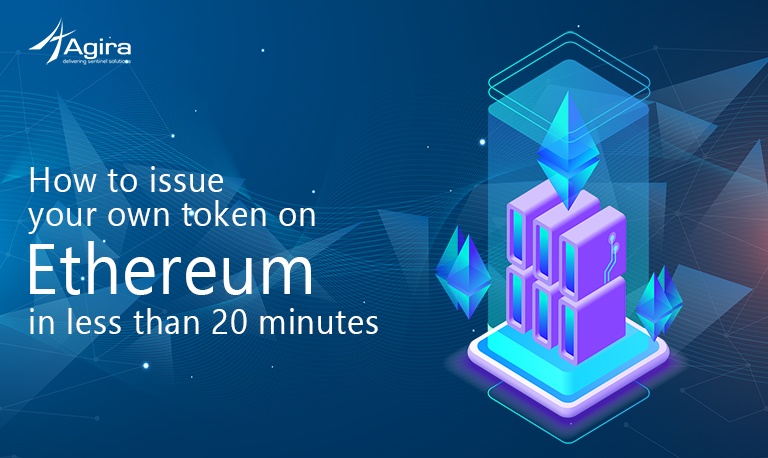 Agira
delivering sentinel solutions
How to issue
your own token on
Ethereum
in less than 20 minutes